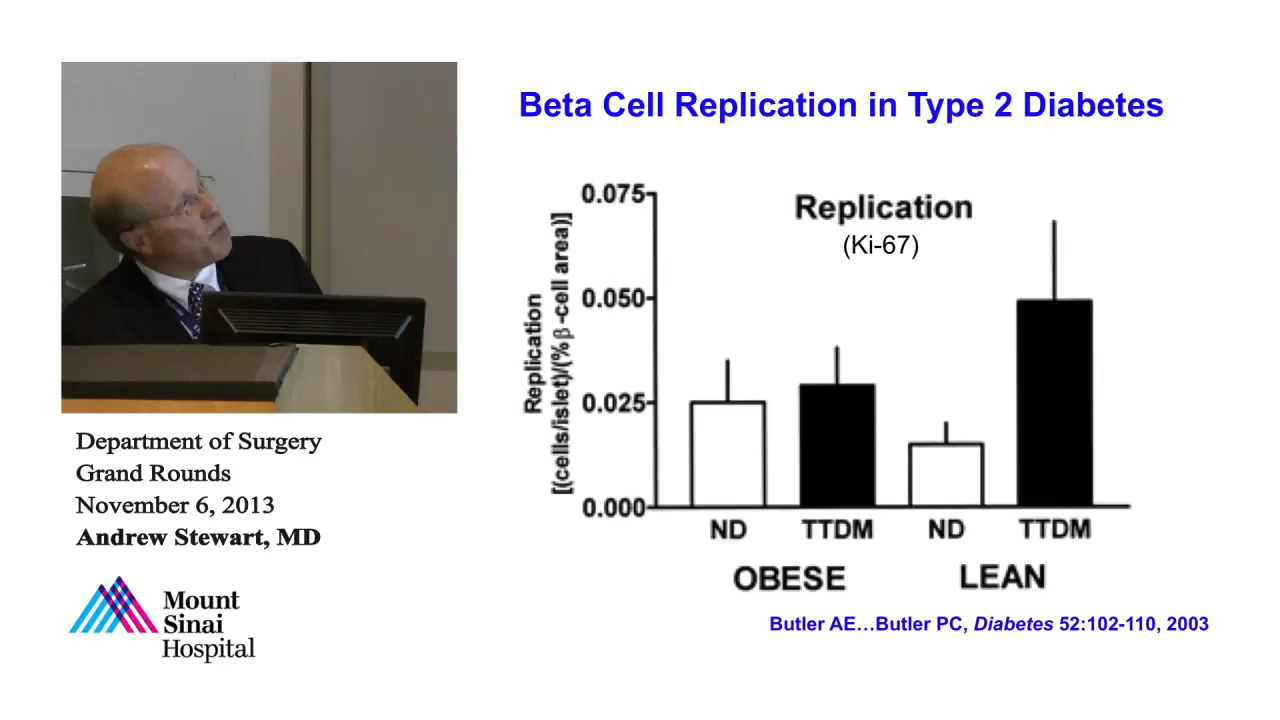 Beta Cell Replication in Type 2 Diabetes
Replication
(Ki-67)
Replication
[(cells/islet)/(% β-cell area)]
0.075
0.050
0.025
0.000
ND TTDM ND TTDM
OBESE LEAN
Butler AE…Butler PC, Diabetes 52:102-110, 2003
Department of Surgery
Grand Rounds
November 6, 2013
Andrew Stewart, MD
Mount
Sinai
Hospital